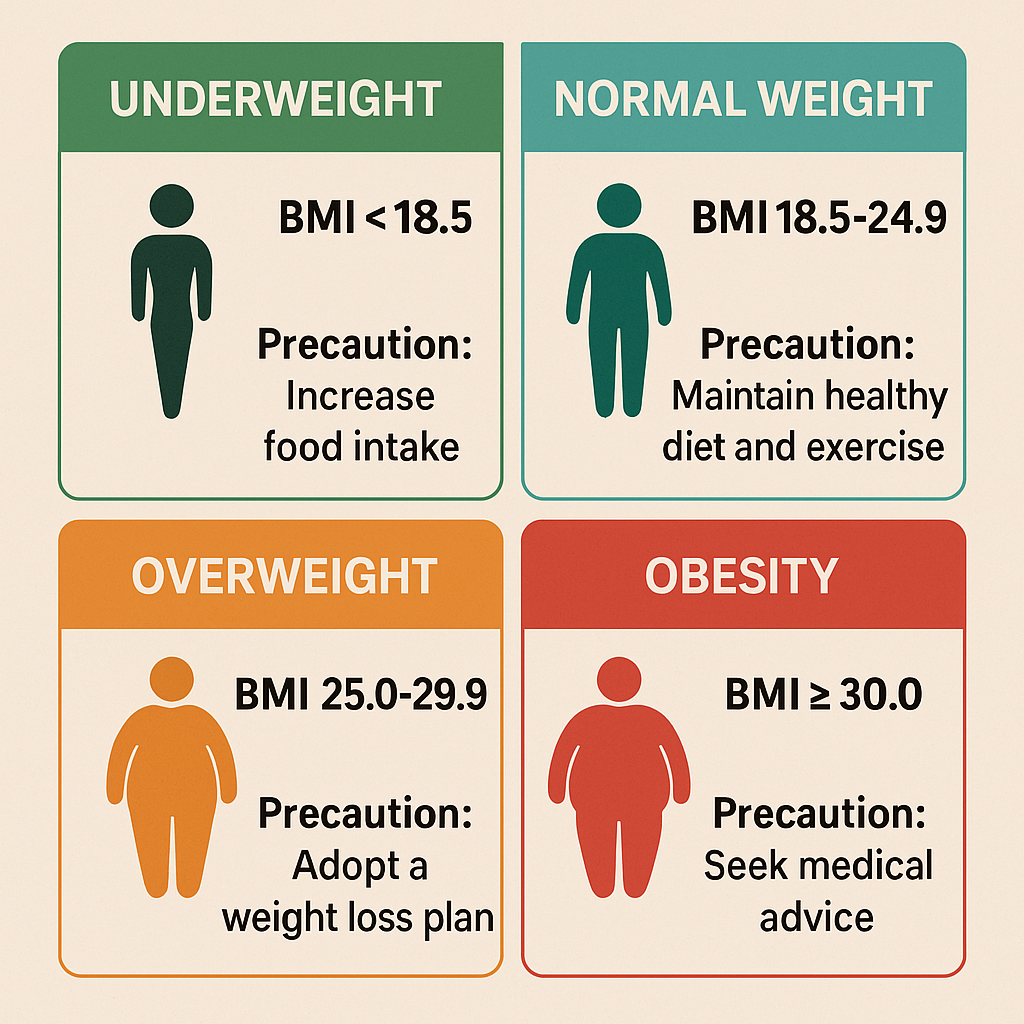 UNDERWEIGHT
BMI < 18.5
Precaution:
Increase
food intake
NORMAL WEIGHT
BMI 18.5-24.9
Precaution:
Maintain healthy
diet and exercise
OVERWEIGHT
BMI 25.0-29.9
Precaution:
Adopt a
weight loss plan
OBESITY
BMI ≥ 30.0
Precaution:
Seek medical
advice